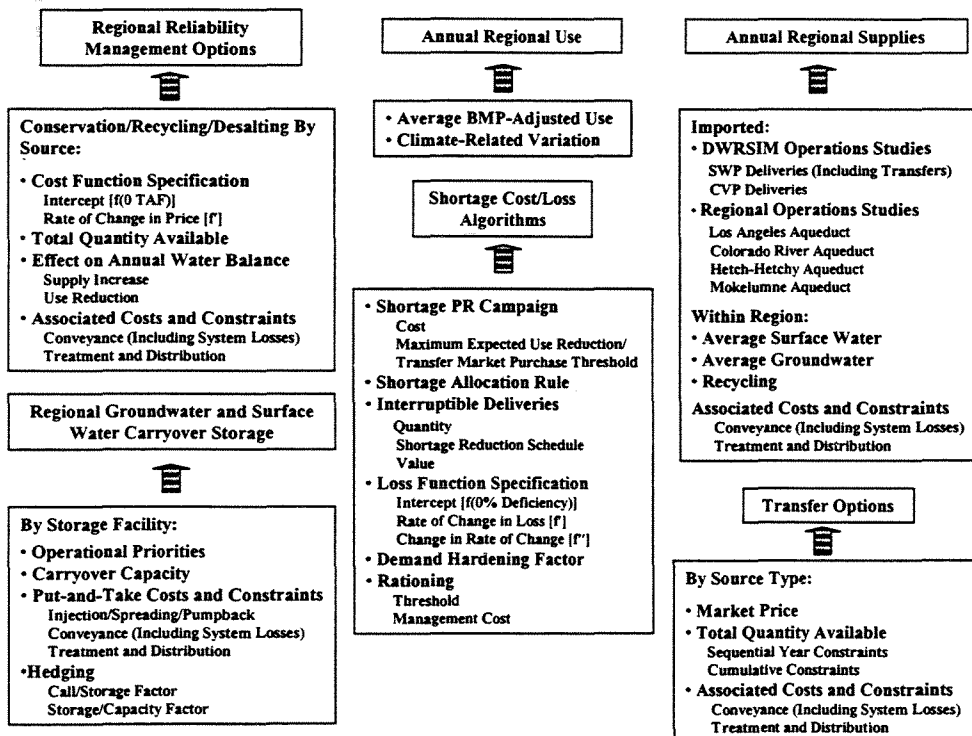 Regional Reliability
Management Options
Conservation/Recycling/Desalting By
Source:
• Cost Function Specification
Intercept [f(0 TAF)]
Rate of Change in Price [f']
• Total Quantity Available
• Effect on Annual Water Balance
Supply Increase
Use Reduction
• Associated Costs and Constraints
Conveyance (Including System Losses)
Treatment and Distribution
Regional Groundwater and Surface
Water Carryover Storage
By Storage Facility:
• Operational Priorities
• Carryover Capacity
• Put-and-Take Costs and Constraints
Injection/Spreading/Pumpback
Conveyance (Including System Losses)
Treatment and Distribution
•Hedging
Call/Storage Factor
Storage/Capacity Factor
Annual Regional Use
• Average BMP-Adjusted Use
• Climate-Related Variation
Shortage Cost/Loss
Algorithms
• Shortage PR Campaign
Cost
Maximum Expected Use Reduction/
Transfer Market Purchase Threshold
• Shortage Allocation Rule
• Interruptible Deliveries
Quantity
Shortage Reduction Schedule
Value
• Loss Function Specification
Intercept [f(0% Deficiency)]
Rate of Change in Loss [f']
Change in Rate of Change [f'']
• Demand Hardening Factor
• Rationing
Threshold
Management Cost
Annual Regional Supplies
Imported:
• DWRSIM Operations Studies
SWP Deliveries (Including Transfers)
CVP Deliveries
• Regional Operations Studies
Los Angeles Aqueduct
Colorado River Aqueduct
Hetch-Hetchy Aqueduct
Mokelumne Aqueduct
Within Region:
• Average Surface Water
• Average Groundwater
• Recycling
Associated Costs and Constraints
Conveyance (Including System Losses)
Treatment and Distribution
Transfer Options
By Source Type:
• Market Price
• Total Quantity Available
Sequential Year Constraints
Cumulative Constraints
• Associated Costs and Constraints
Conveyance (Including System Losses)
Treatment and Distribution